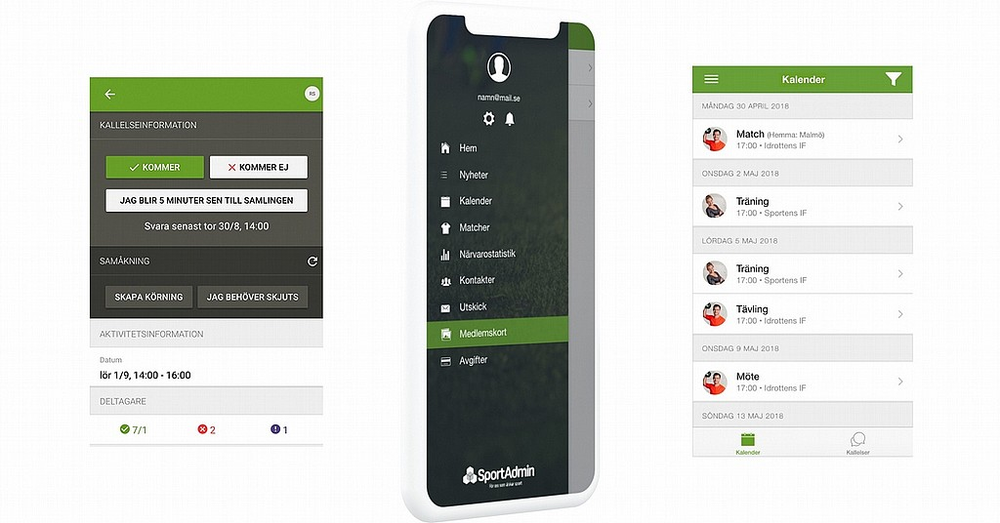 RS
KALLELSEINFORMATION
KOMMER
KOMMER EJ
JAG BLIR 5 MINUTER SEN TILL SAMLINGEN
Svara senast tor 30/8, 14:00
SAMÅKNING
SKAPA KÖRNING
JAG BEHÖVER SKJUTS
AKTIVITETSINFORMATION
Datum
lör 1/9, 14:00 - 16:00
DELTAGARE
7/1
2
1
namn@mail.se
Hem
Nyheter
Kalender
Matcher
Närvarostatistik
Kontakter
Utskick
Medlemskort
Avgifter
SportAdmin
för oss som älskar sport
Kalender
MÅNDAG 30 APRIL 2018
Match (Hemma: Malmö)
17:00 • Idrottens IF
ONSDAG 2 MAJ 2018
Träning
17:00 • Sportens IF
LÖRDAG 5 MAJ 2018
Träning
17:00 • Sportens IF
Tävling
17:00 • Idrottens IF
ONSDAG 9 MAJ 2018
Möte
17:00 • Idrottens IF
SÖNDAG 13 MAJ 2018
Kalender
Kallelser